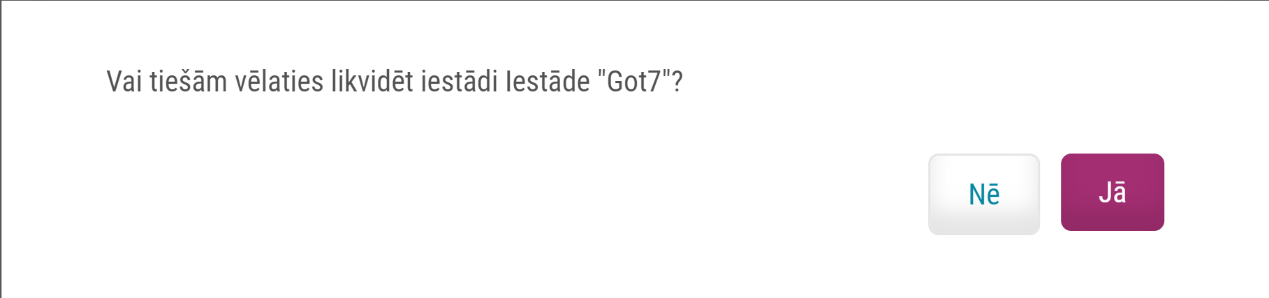 Vai tiešām vēlaties likvidēt iestādi Iestāde "Got7"?
Nē
Jā